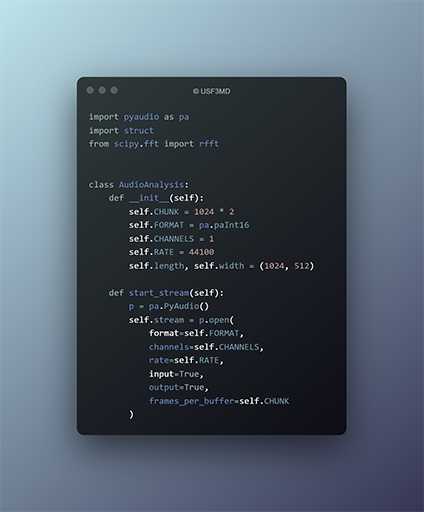 © USF3MD
import pyaudio as pa
import struct
from scipy.fft import rfft
class AudioAnalysis:
    def __init__(self):
        self.CHUNK = 1024 * 2
        self.FORMAT = pa.paInt16
        self.CHANNELS = 1
        self.RATE = 44100
        self.length, self.width = (1024, 512)
    def start_stream(self):
        p = pa.PyAudio()
        self.stream = p.open(
            format=self.FORMAT,
            channels=self.CHANNELS,
            rate=self.RATE,
            input=True,
            output=True,
            frames_per_buffer=self.CHUNK
        )